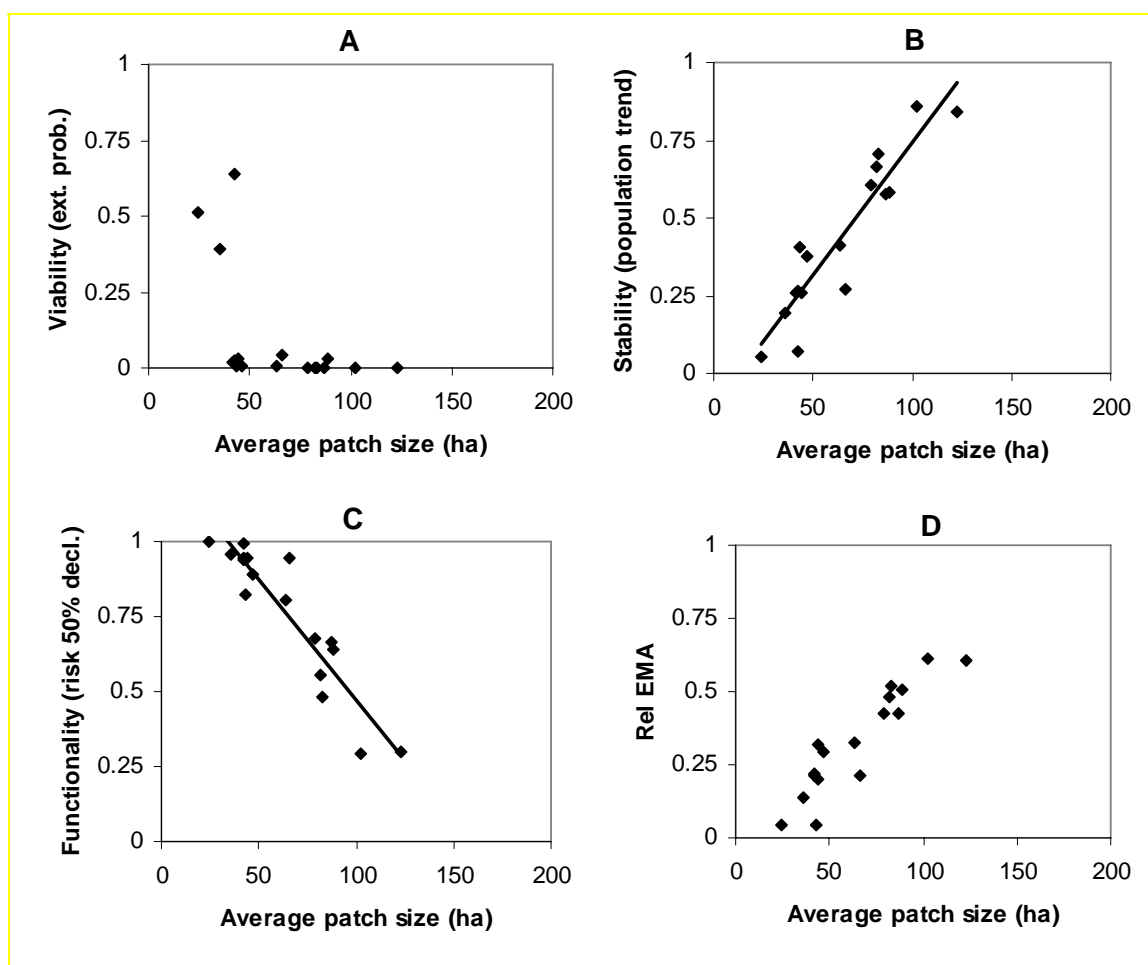 A
Viability (ext. prob.)
1
0.75
0.5
0.25
0
0 50 100 150 200
Average patch size (ha)
B
Stability (population trend)
1
0.75
0.5
0.25
0
0 50 100 150 200
Average patch size (ha)
C
Functionality (risk 50% decl.)
1
0.75
0.5
0.25
0
0 50 100 150 200
Average patch size (ha)
D
Rel EMA
1
0.75
0.5
0.25
0
0 50 100 150 200
Average patch size (ha)